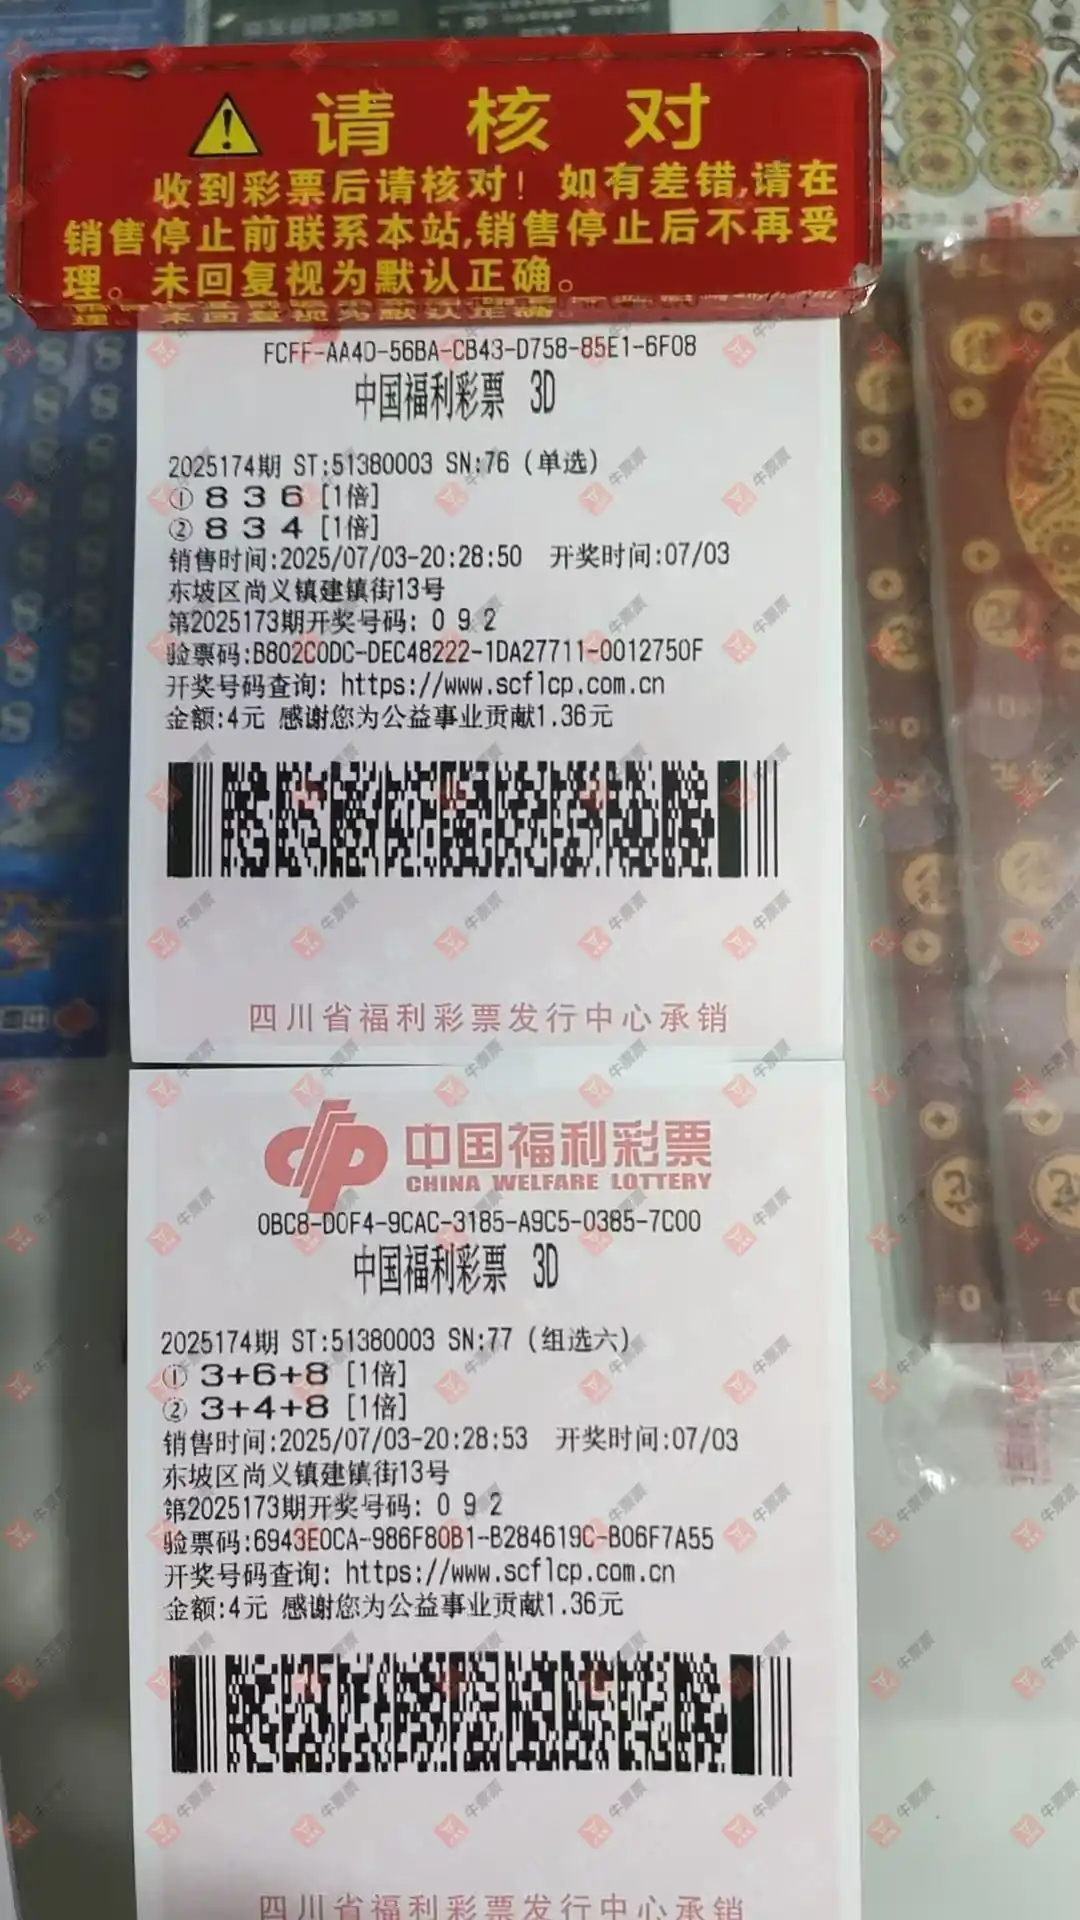 请核对
收到彩票后请核对！如有差错,请在
销售停止前联系本站,销售停止后不再受
理。未回复视为默认正确。
FCFF-AA4D-56BA-CB43-D758-85E1-6F08
中国福利彩票 3D
2025174期 ST:51380003 SN:76 (单选)
① 8 3 6 [1倍]
② 8 3 4 [1倍]
销售时间:2025/07/03-20:28:50 开奖时间:07/03
东坡区尚义镇建镇街13号
第2025173期开奖号码: 0 9 2
验票码:B802C0DC-DEC48222-1DA27711-0012750F
开奖号码查询: https://www.scflcp.com.cn
金额:4元 感谢您为公益事业贡献1.36元
四川省福利彩票发行中心承销
中国福利彩票
CHINA WELFARE LOTTERY
0BC8-D0F4-9CAC-3185-A9C5-0385-7C00
中国福利彩票 3D
2025174期 ST:51380003 SN:77 (组选六)
① 3+6+8 [1倍]
② 3+4+8 [1倍]
销售时间:2025/07/03-20:28:53 开奖时间:07/03
东坡区尚义镇建镇街13号
第2025173期开奖号码: 0 9 2
验票码:6943E0CA-986F80B1-B284619C-B06F7A55
开奖号码查询: https://www.scflcp.com.cn
金额:4元 感谢您为公益事业贡献1.36元
四川省福利彩票发行中心承销
牛票票